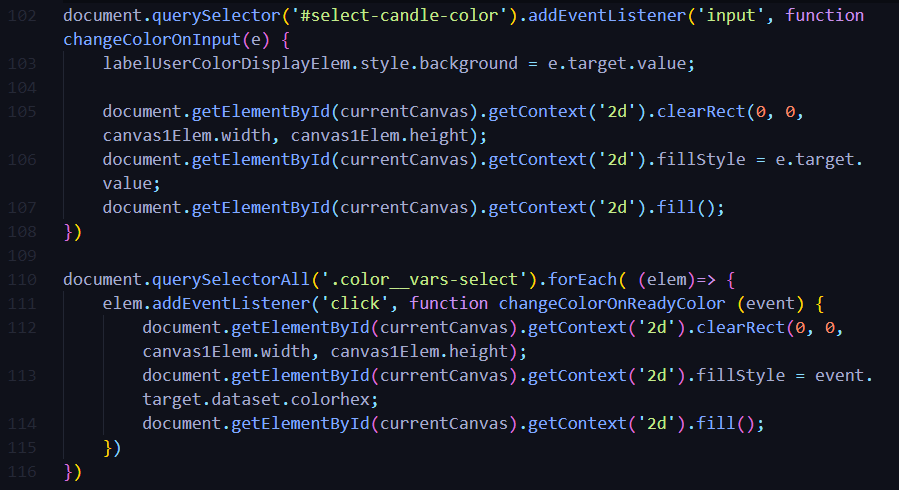 102 document.querySelector('#select-candle-color').addEventListener('input', function
changeColorOnInput(e) {
103 labelUserColorDisplayElem.style.background = e.target.value;
104
105 document.getElementById(currentCanvas).getContext('2d').clearRect(0, 0,
canvas1Elem.width, canvas1Elem.height);
106 document.getElementById(currentCanvas).getContext('2d').fillStyle = e.target.
value;
107 document.getElementById(currentCanvas).getContext('2d').fill();
108 })
109
110 document.querySelectorAll('.color__vars-select').forEach( (elem)=> {
111 elem.addEventListener('click', function changeColorOnReadyColor (event) {
112 document.getElementById(currentCanvas).getContext('2d').clearRect(0, 0,
canvas1Elem.width, canvas1Elem.height);
113 document.getElementById(currentCanvas).getContext('2d').fillStyle = event.
target.dataset.colorhex;
114 document.getElementById(currentCanvas).getContext('2d').fill();
115 })
116 })